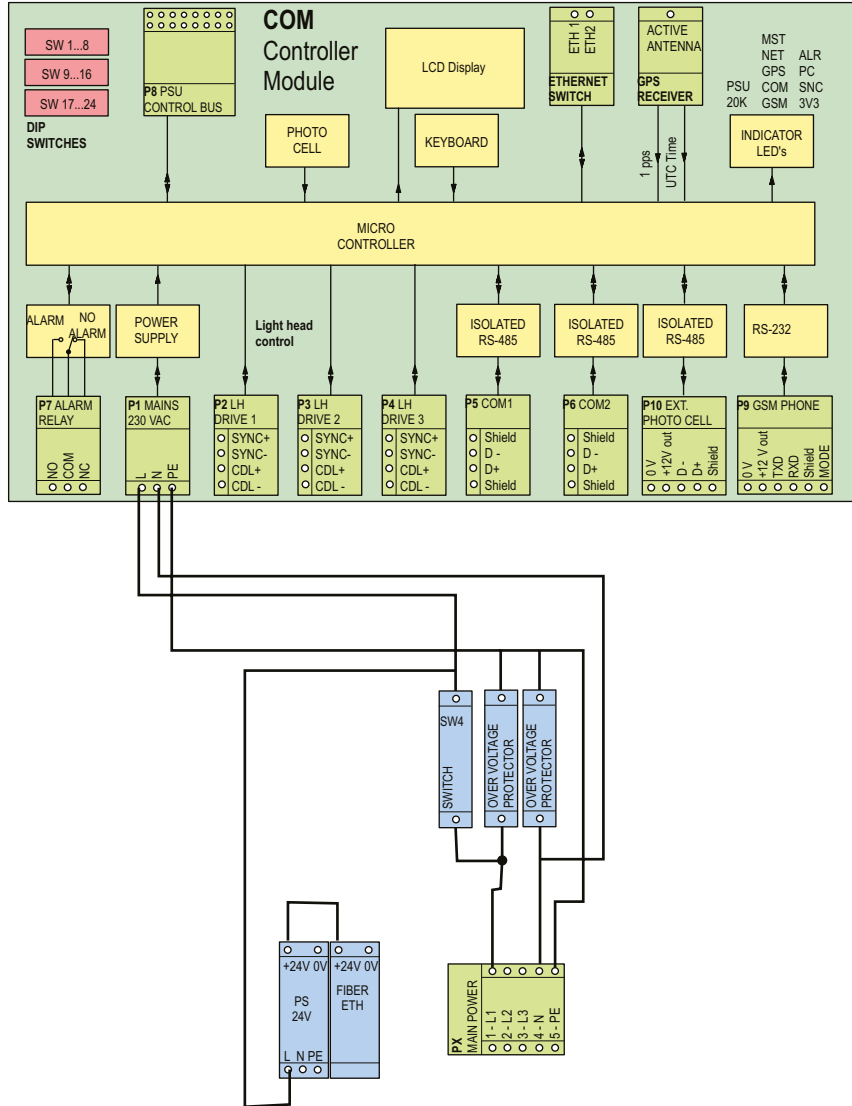 COM
Controller
Module
SW 1...8
SW 9...16
SW 17...24
DIP
SWITCHES
P8 PSU
CONTROL BUS
PHOTO
CELL
LCD Display
KEYBOARD
ETH 1
ETH2
ETHERNET
SWITCH
ACTIVE
ANTENNA
GPS
RECEIVER
1 pps
UTC Time
MST
NET ALR
GPS PC
PSU COM SNC
20K GSM 3V3
INDICATOR
LED's
MICRO
CONTROLLER
ALARM NO
ALARM
POWER
SUPPLY
Light head
control
ISOLATED
RS-485
ISOLATED
RS-485
ISOLATED
RS-485
RS-232
P7 ALARM
RELAY
NO
COM
NC
P1 MAINS
230 VAC
L
N
PE
P2 LH
DRIVE 1
SYNC+
SYNC-
CDL+
CDL -
P3 LH
DRIVE 2
SYNC+
SYNC-
CDL+
CDL -
P4 LH
DRIVE 3
SYNC+
SYNC-
CDL+
CDL -
P5 COM1
Shield
D -
D+
Shield
P6 COM2
Shield
D -
D+
Shield
P10 EXT.
PHOTO CELL
0 V
+12V out
D -
D+
Shield
P9 GSM PHONE
0 V
+12 V out
TXD
RXD
Shield
MODE
SW4
SWITCH
OVER VOLTAGE
PROTECTOR
OVER VOLTAGE
PROTECTOR
+24V 0V
PS
24V
L N PE
+24V 0V
FIBER
ETH
PX
MAIN POWER
1 - L1
2 - L2
3 - L3
4 - N
5 - PE